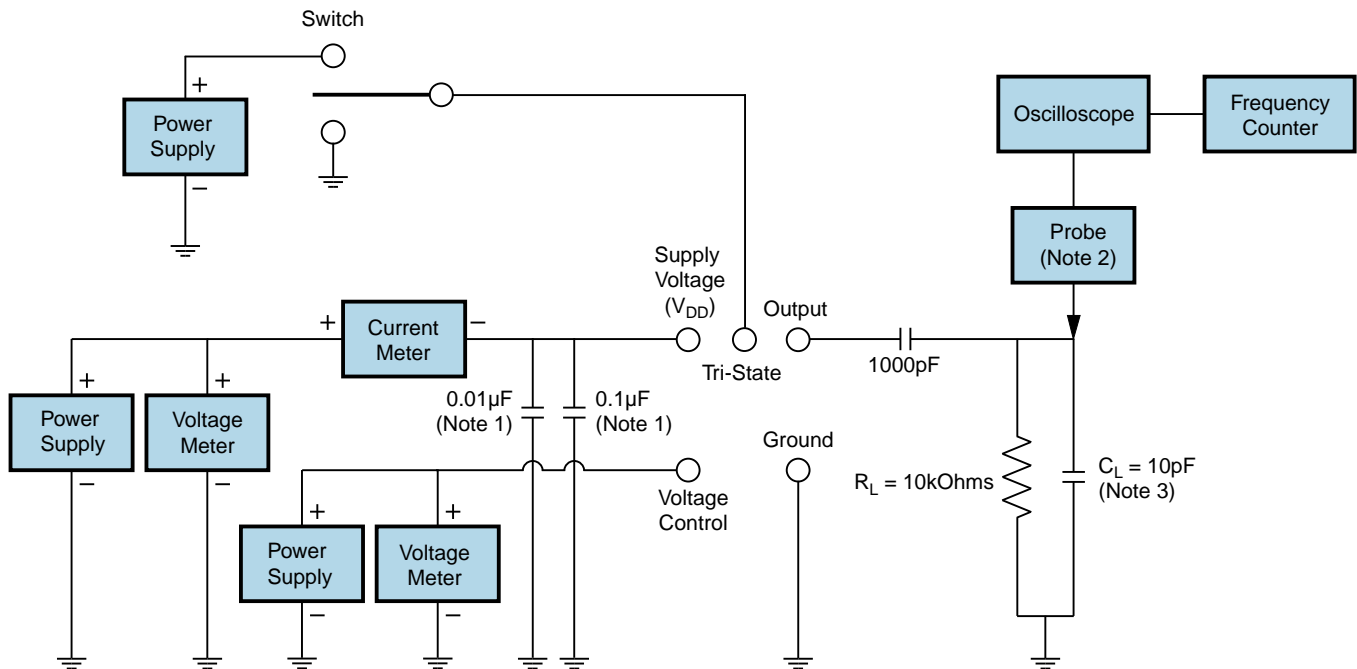 Switch
+
Power
Supply
−
Oscilloscope
Frequency
Counter
Probe
(Note 2)
Supply
Voltage
(VDD)
Output
Tri-State
1000pF
+
Current
Meter
−
+
Power
Supply
−
+
Voltage
Meter
−
0.01µF
(Note 1)
0.1µF
(Note 1)
Ground
Voltage
Control
+
Power
Supply
−
+
Voltage
Meter
−
RL = 10kOhms
CL = 10pF
(Note 3)